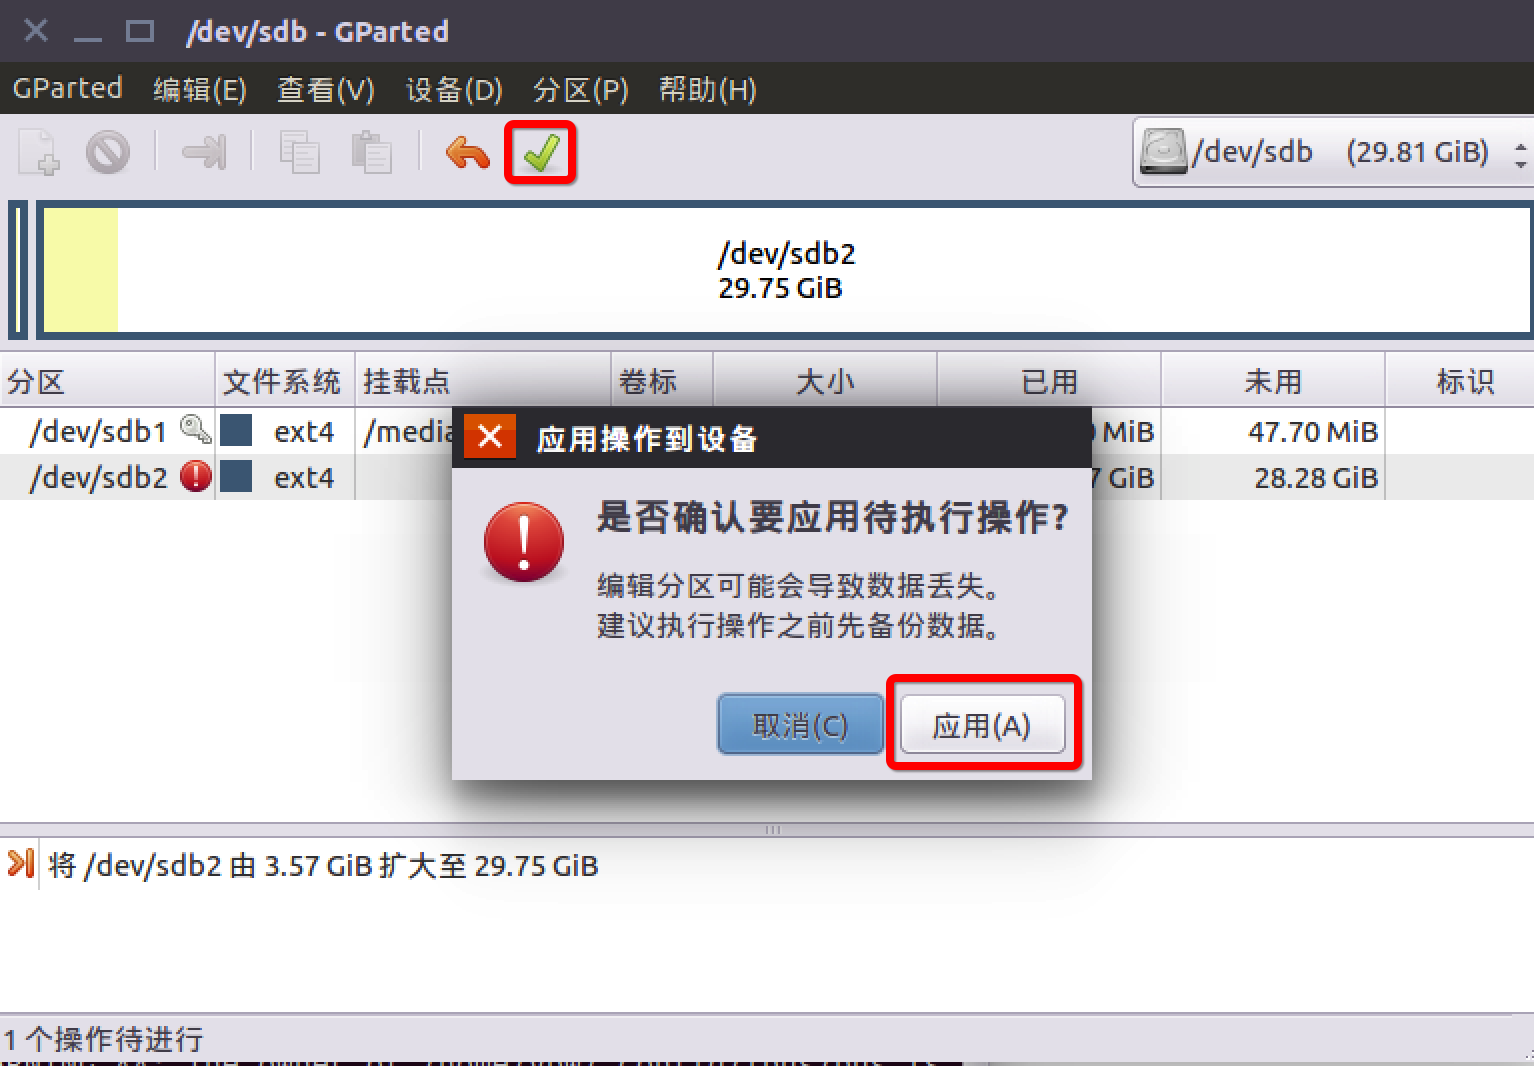 /dev/sdb - GParted
GParted 编辑(E) 查看(V) 设备(D) 分区(P) 帮助(H)
/dev/sdb (29.81 GiB)
/dev/sdb2
29.75 GiB
分区 文件系统 挂载点 卷标 大小 已用 未用 标识
/dev/sdb1 ext4 /media MiB 47.70 MiB
/dev/sdb2 ext4 7 GiB 28.28 GiB
应用操作到设备
是否确认要应用待执行操作?
编辑分区可能会导致数据丢失。
建议执行操作之前先备份数据。
取消(C) 应用(A)
将 /dev/sdb2 由 3.57 GiB 扩大至 29.75 GiB
1 个操作待进行